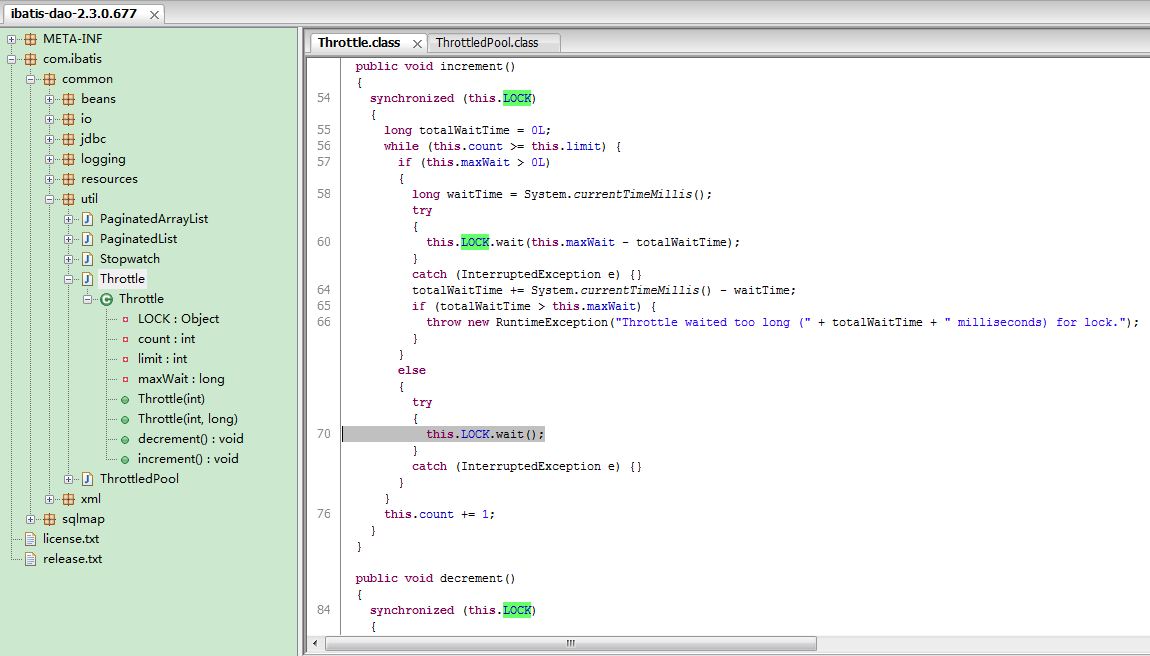 ibatis-dao-2.3.0.677
META-INF
com.ibatis
common
beans
io
jdbc
logging
resources
util
PaginatedArrayList
PaginatedList
Stopwatch
Throttle
Throttle
LOCK : Object
count : int
limit : int
maxWait : long
Throttle(int)
Throttle(int, long)
decrement() : void
increment() : void
ThrottledPool
xml
sqlmap
license.txt
release.txt
Throttle.class ThrottledPool.class
public void increment()
{
54 synchronized (this.LOCK)
{
55 long totalWaitTime = 0L;
56 while (this.count >= this.limit) {
57 if (this.maxWait > 0L)
{
58 long waitTime = System.currentTimeMillis();
try
{
60 this.LOCK.wait(this.maxWait - totalWaitTime);
}
catch (InterruptedException e) {}
64 totalWaitTime += System.currentTimeMillis() - waitTime;
65 if (totalWaitTime > this.maxWait) {
66 throw new RuntimeException("Throttle waited too long (" + totalWaitTime + " milliseconds) for lock.");
}
}
else
{
try
{
70 this.LOCK.wait();
}
catch (InterruptedException e) {}
}
}
76 this.count += 1;
}
}
public void decrement()
{
84 synchronized (this.LOCK)
{